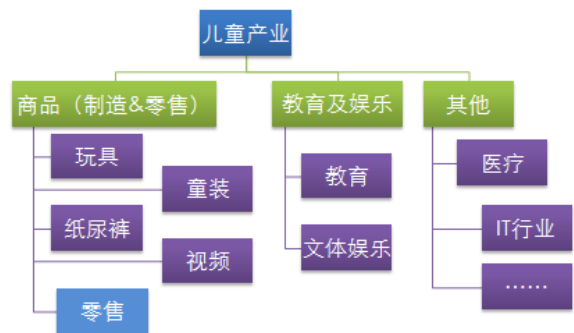 儿童产业
商品（制造&零售）
教育及娱乐
其他
玩具
童装
纸尿裤
视频
零售
教育
文体娱乐
医疗
IT行业
……